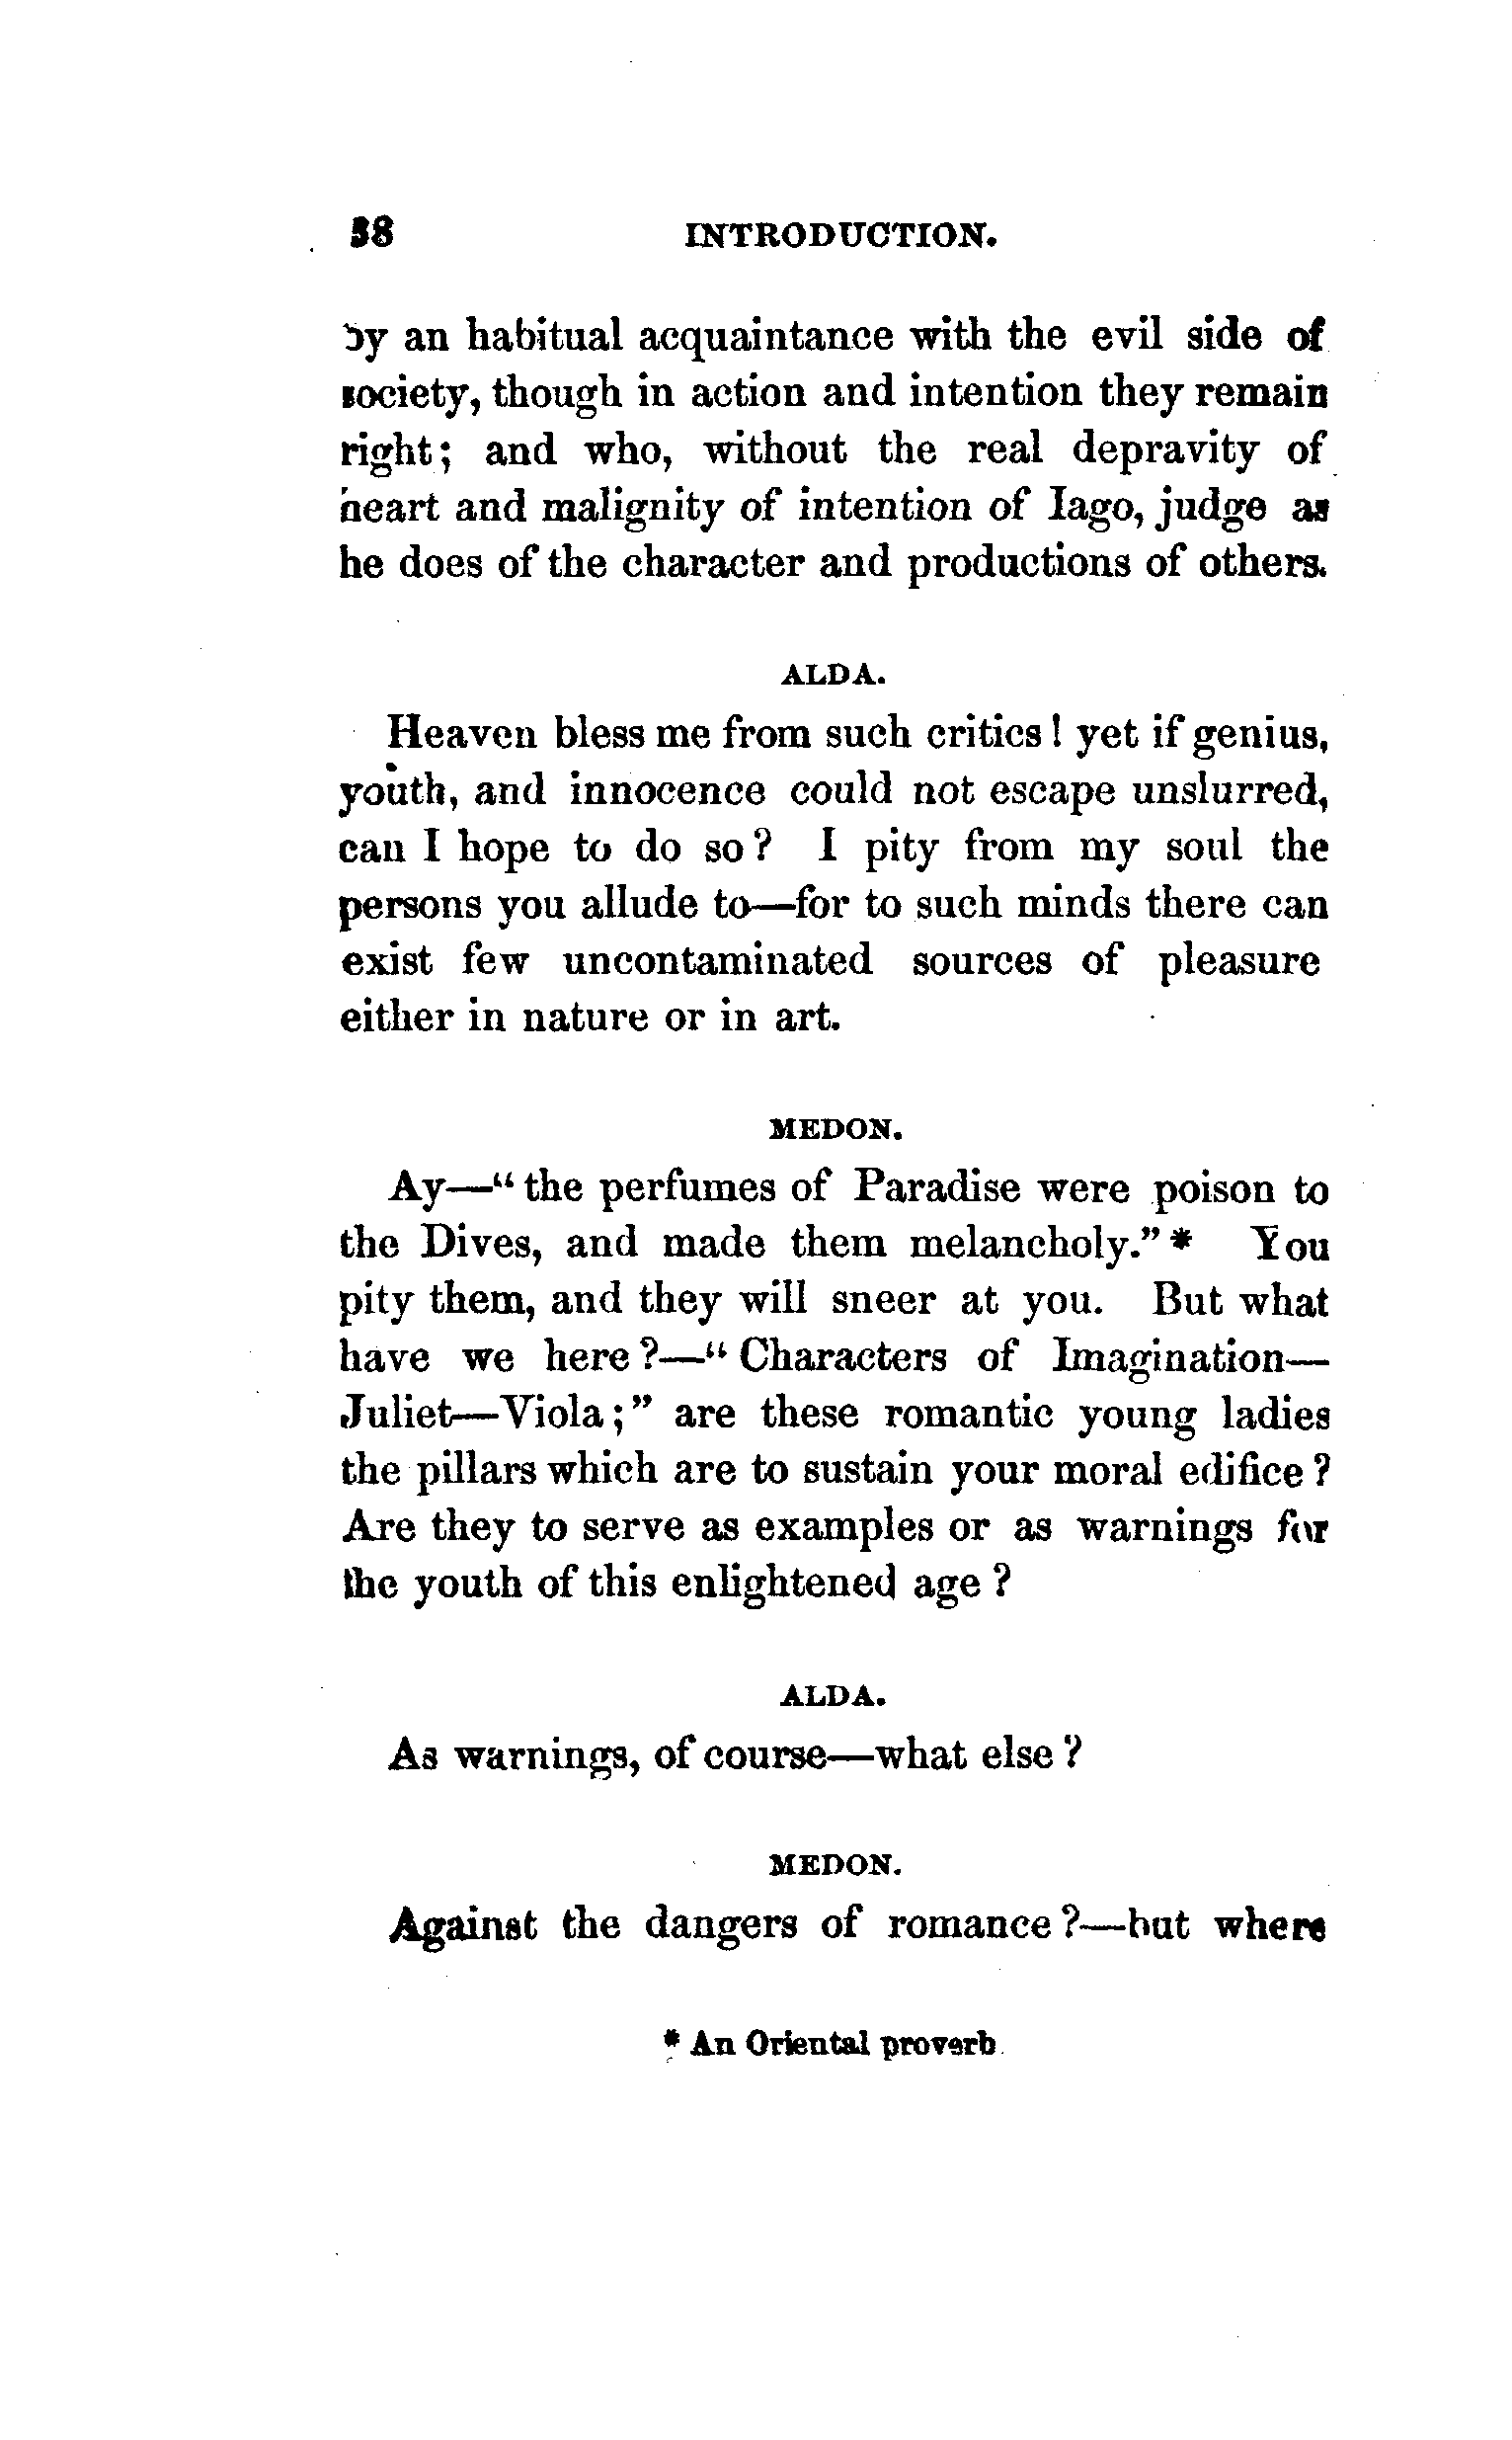 38 INTRODUCTION.
by an habitual acquaintance with the evil side of
society, though in action and intention they remain
right; and who, without the real depravity of
heart and malignity of intention of Iago, judge as
he does of the character and productions of others.
ALDA.
Heaven bless me from such critics! yet if genius,
youth, and innocence could not escape unslurred,
can I hope to do so? I pity from my soul the
persons you allude to—for to such minds there can
exist few uncontaminated sources of pleasure
either in nature or in art.
MEDON.
Ay—“the perfumes of Paradise were poison to
the Dives, and made them melancholy.”* You
pity them, and they will sneer at you. But what
have we here?—“Characters of Imagination—
Juliet—Viola;” are these romantic young ladies
the pillars which are to sustain your moral edifice?
Are they to serve as examples or as warnings for
the youth of this enlightened age?
ALDA.
As warnings, of course—what else?
MEDON.
Against the dangers of romance?—but where
* An Oriental proverb